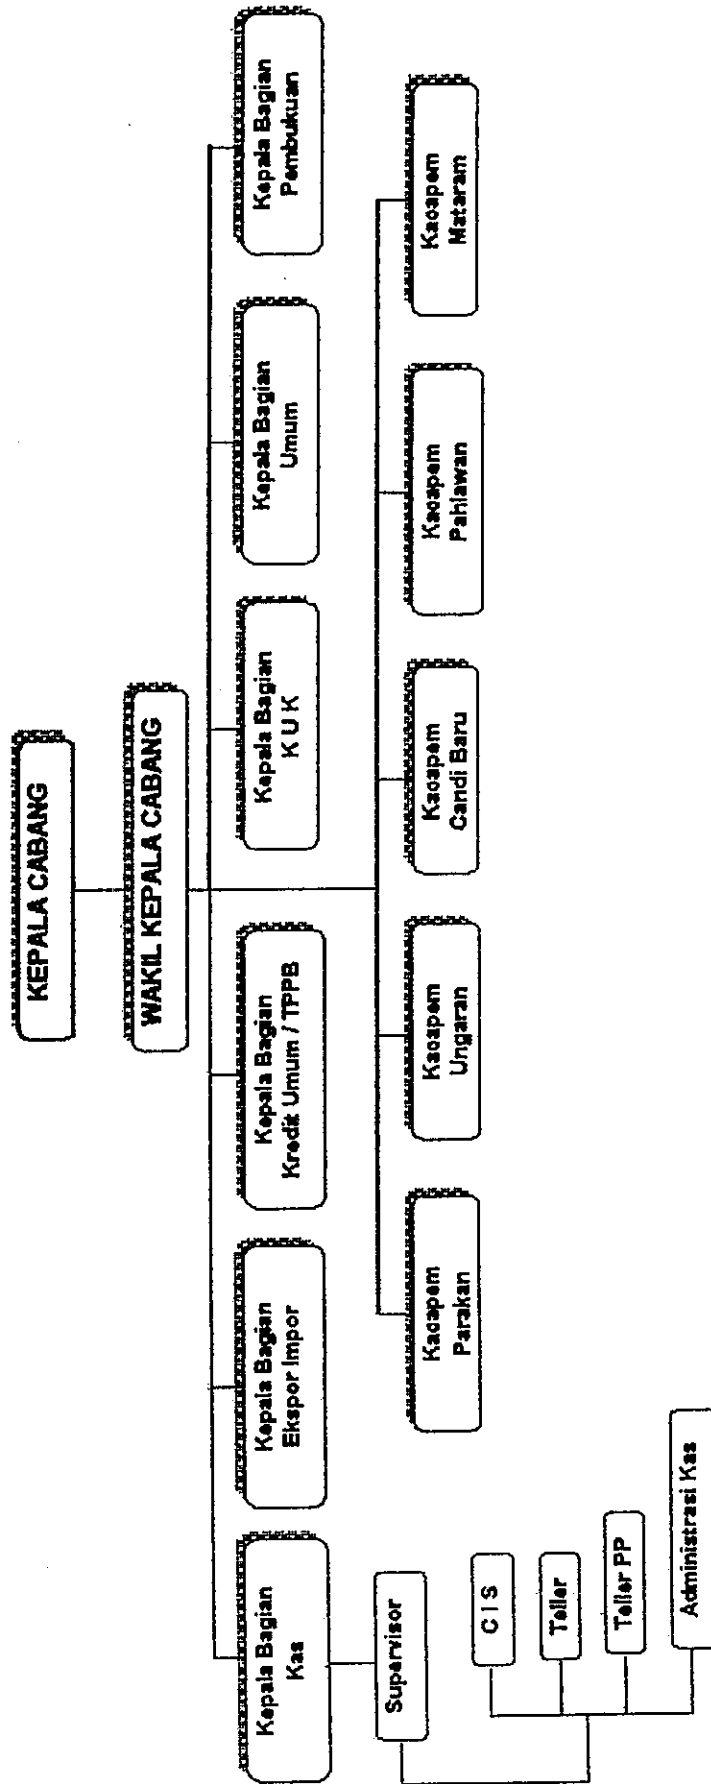 KEPALA CABANG
WAKIL KEPALA CABANG
Kepala Bagian
Kas
Kepala Bagian
Ekspor Impor
Kepala Bagian
Kredit Umum / TPPB
Kepala Bagian
K U K
Kepala Bagian
Umum
Kepala Bagian
Pembukuan
Supervisor
Kacapem
Parakan
Kacapem
Ungaran
Kacapem
Candi Baru
Kacapem
Pahlawan
Kacapem
Mataram
C I S
Teller
Teller PP
Administrasi Kas